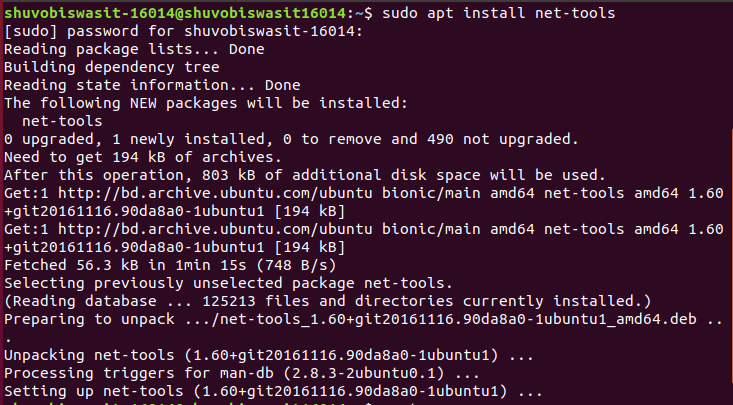 shuvobiswasit-16014@shuvobiswasit16014:~$ sudo apt install net-tools
[sudo] password for shuvobiswasit-16014:
Reading package lists... Done
Building dependency tree
Reading state information... Done
The following NEW packages will be installed:
  net-tools
0 upgraded, 1 newly installed, 0 to remove and 490 not upgraded.
Need to get 194 kB of archives.
After this operation, 803 kB of additional disk space will be used.
Get:1 http://bd.archive.ubuntu.com/ubuntu bionic/main amd64 net-tools amd64 1.60
+git20161116.90da8a0-1ubuntu1 [194 kB]
Get:1 http://bd.archive.ubuntu.com/ubuntu bionic/main amd64 net-tools amd64 1.60
+git20161116.90da8a0-1ubuntu1 [194 kB]
Fetched 56.3 kB in 1min 15s (748 B/s)
Selecting previously unselected package net-tools.
(Reading database ... 125213 files and directories currently installed.)
Preparing to unpack .../net-tools_1.60+git20161116.90da8a0-1ubuntu1_amd64.deb ..
.
Unpacking net-tools (1.60+git20161116.90da8a0-1ubuntu1) ...
Processing triggers for man-db (2.8.3-2ubuntu0.1) ...
Setting up net-tools (1.60+git20161116.90da8a0-1ubuntu1) ...